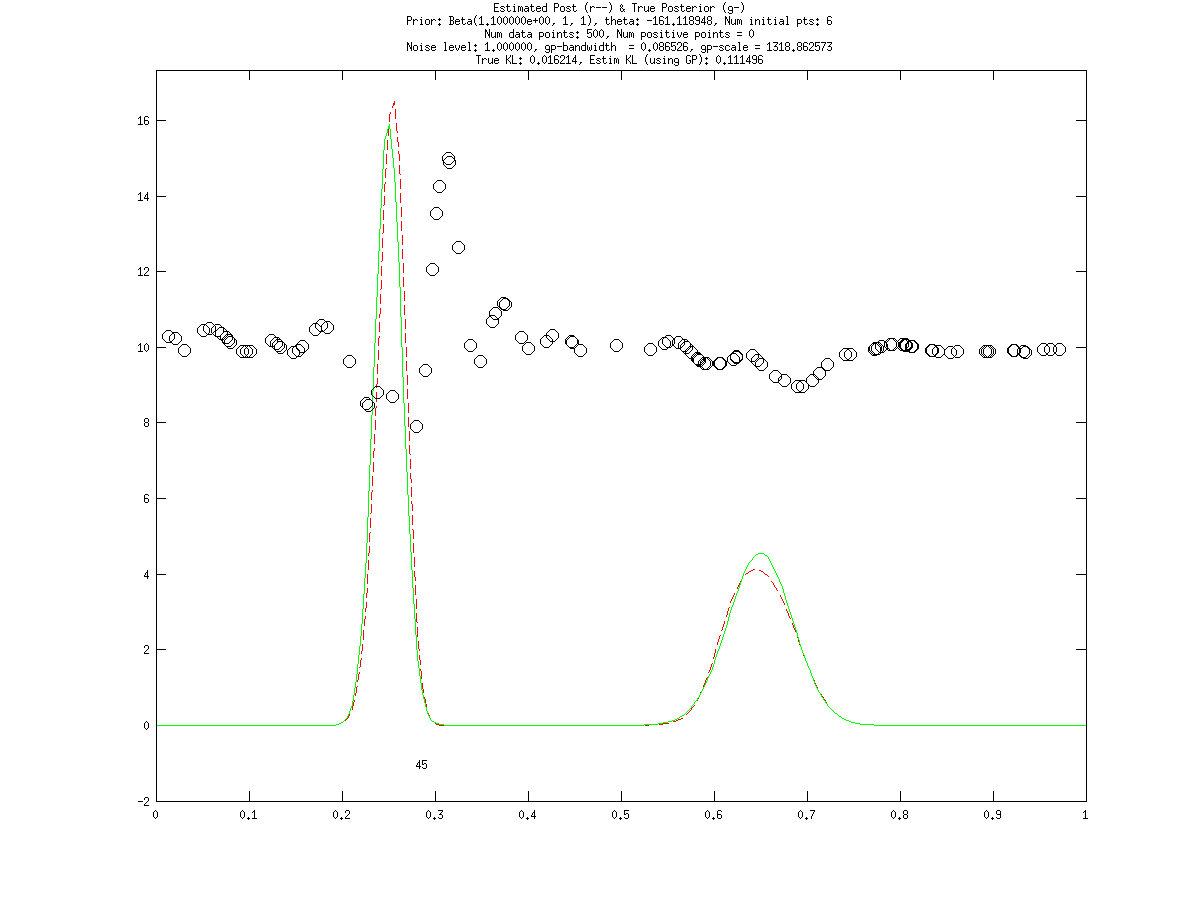 Estimated Post (r--) & True Posterior (g-)
Prior: Beta(1.100000e+00, 1, 1), theta: -161.118948, Num initial pts: 6
Num data points: 500, Num positive points = 0
Noise level: 1.000000, gp-bandwidth  = 0.086526, gp-scale = 1318.862573
True KL: 0.016214, Estim KL (using GP): 0.111496
16
14
12
10
8
6
4
2
0
45
-2
0 0.1 0.2 0.3 0.4 0.5 0.6 0.7 0.8 0.9 1